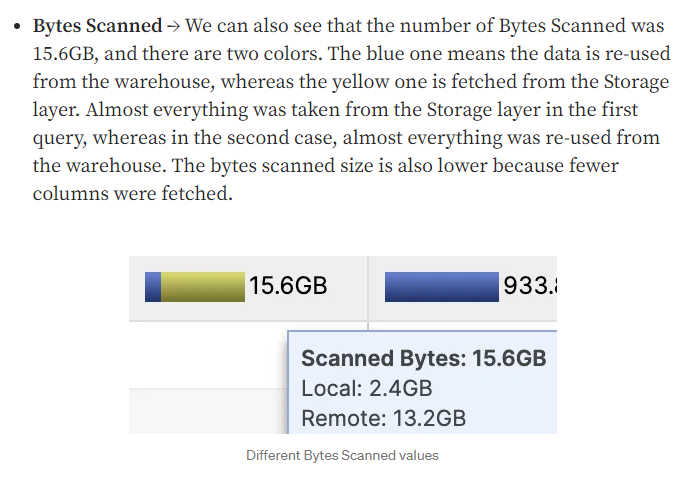 • Bytes Scanned → We can also see that the number of Bytes Scanned was
15.6GB, and there are two colors. The blue one means the data is re-used
from the warehouse, whereas the yellow one is fetched from the Storage
layer. Almost everything was taken from the Storage layer in the first
query, whereas in the second case, almost everything was re-used from
the warehouse. The bytes scanned size is also lower because fewer
columns were fetched.
15.6GB
933.
Scanned Bytes: 15.6GB
Local: 2.4GB
Remote: 13.2GB
Different Bytes Scanned values